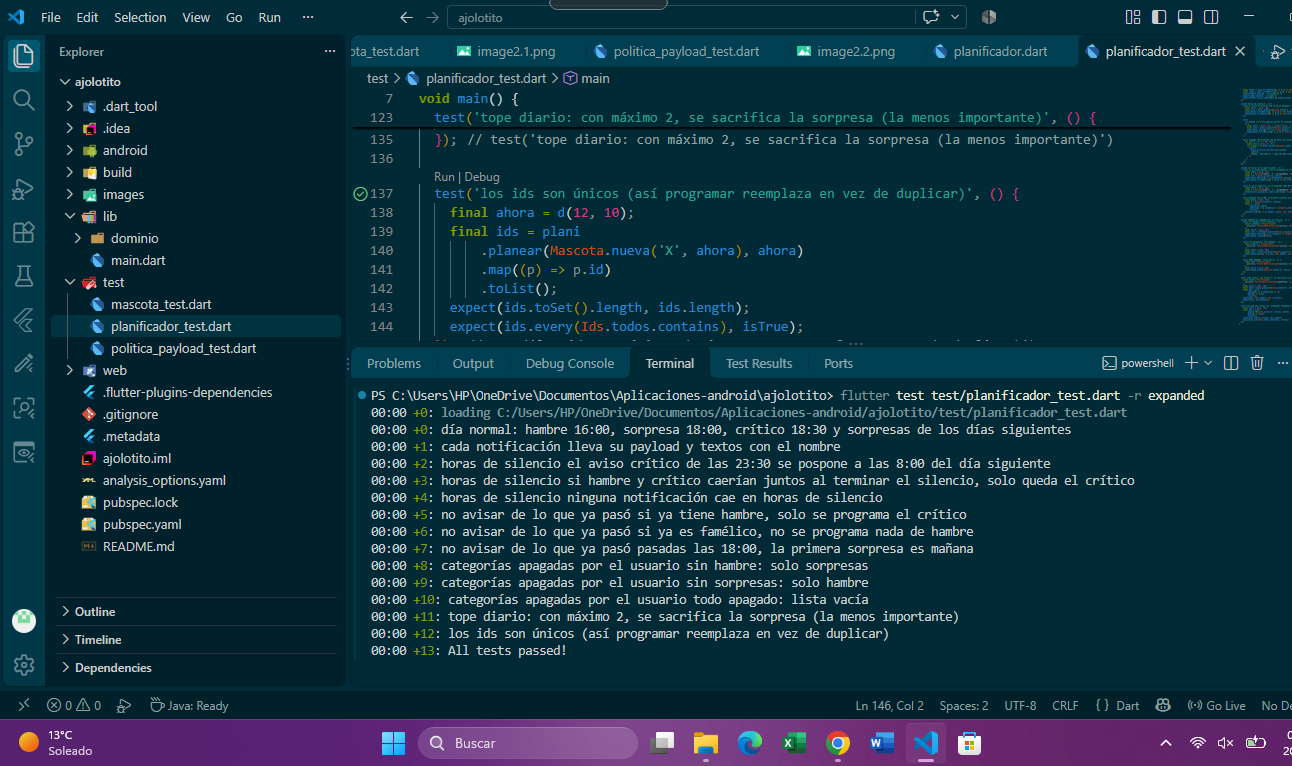 File Edit Selection View Go Run ··· ajolotito
Explorer ···
ota_test.dart image2.1.png politica_payload_test.dart image2.2.png planificador.dart planificador_test.dart
test > planificador_test.dart > main
ajolotito
.dart_tool
.idea
android
build
images
lib
dominio
main.dart
test
mascota_test.dart
planificador_test.dart
politica_payload_test.dart
web
.flutter-plugins-dependencies
.gitignore
.metadata
ajolotito.iml
analysis_options.yaml
pubspec.lock
pubspec.yaml
README.md
Outline
Timeline
Dependencies
7 void main() {
123 test('tope diario: con máximo 2, se sacrifica la sorpresa (la menos importante)', () {
135 }); // test('tope diario: con máximo 2, se sacrifica la sorpresa (la menos importante)')
136
Run | Debug
137 test('los ids son únicos (así programar reemplaza en vez de duplicar)', () {
138 final ahora = d(12, 10);
139 final ids = plani
140 .planear(Mascota.nueva('X', ahora), ahora)
141 .map((p) => p.id)
142 .toList();
143 expect(ids.toSet().length, ids.length);
144 expect(ids.every(Ids.todos.contains), isTrue);
Problems Output Debug Console Terminal Test Results Ports powershell
PS C:\Users\HP\OneDrive\Documentos\Aplicaciones-android\ajolotito> flutter test test/planificador_test.dart -r expanded
00:00 +0: loading C:/Users/HP/OneDrive/Documentos/Aplicaciones-android/ajolotito/test/planificador_test.dart
00:00 +0: día normal: hambre 16:00, sorpresa 18:00, crítico 18:30 y sorpresas de los días siguientes
00:00 +1: cada notificación lleva su payload y textos con el nombre
00:00 +2: horas de silencio el aviso crítico de las 23:30 se pospone a las 8:00 del día siguiente
00:00 +3: horas de silencio si hambre y crítico caerían juntos al terminar el silencio, solo queda el crítico
00:00 +4: horas de silencio ninguna notificación cae en horas de silencio
00:00 +5: no avisar de lo que ya pasó si ya tiene hambre, solo se programa el crítico
00:00 +6: no avisar de lo que ya pasó si ya es famélico, no se programa nada de hambre
00:00 +7: no avisar de lo que ya pasó pasadas las 18:00, la primera sorpresa es mañana
00:00 +8: categorías apagadas por el usuario sin hambre: solo sorpresas
00:00 +9: categorías apagadas por el usuario sin sorpresas: solo hambre
00:00 +10: categorías apagadas por el usuario todo apagado: lista vacía
00:00 +11: tope diario: con máximo 2, se sacrifica la sorpresa (la menos importante)
00:00 +12: los ids son únicos (así programar reemplaza en vez de duplicar)
00:00 +13: All tests passed!
0 0 Java: Ready Ln 146, Col 2 Spaces: 2 UTF-8 CRLF { } Dart Go Live No De
13°C
Soleado
Buscar